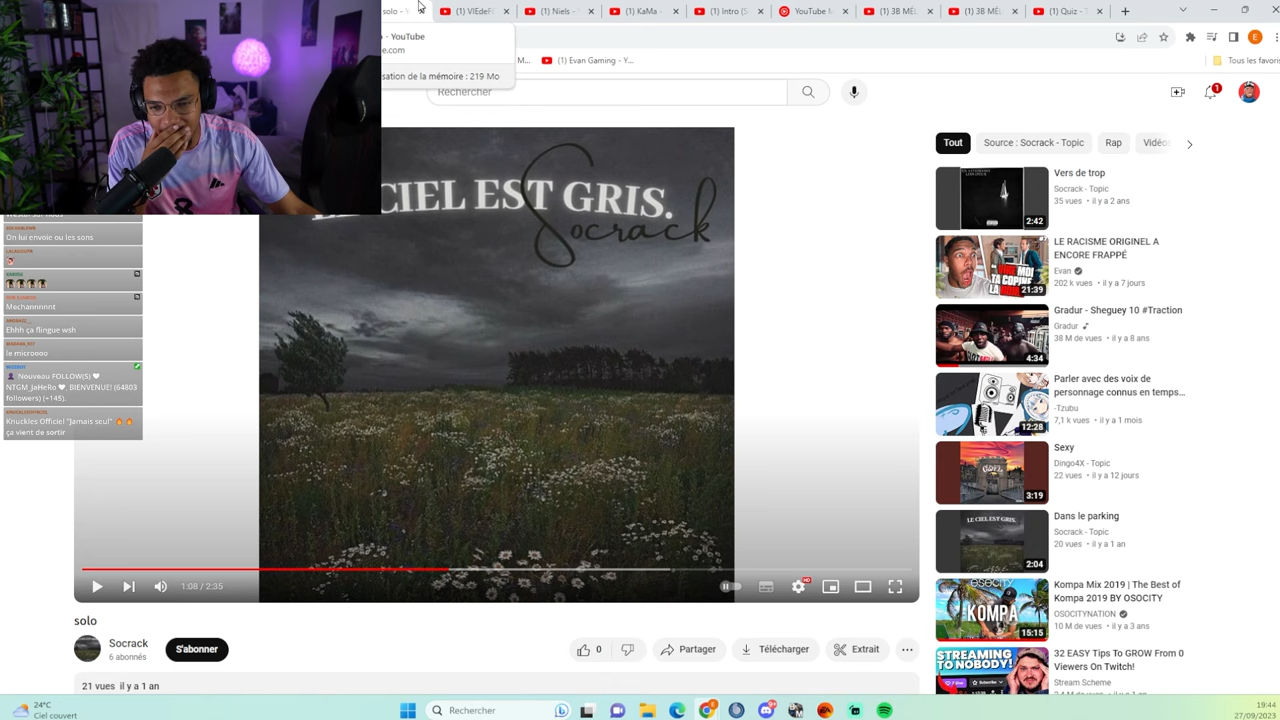 solo -
(1) VIEdeF
(1) Niels -
(1) KaMa -
(1) Intro (S
YouTube M
(1) 3B MÉL
(1) 3B MÉL
(1) Quiz -
- YouTube
e.com
sation de la mémoire : 219 Mo
M...
(1) Evan Gaming - Y...
E
Tous les favoris
Rechercher
1
CIEL EST GRIS.
Socrack
On lui envoie ou les sons
Mechannnnnt
Ehhh ça flingue wsh
le microooo
Nouveau FOLLOW(S)
NTGM_JaHeRo BIENVENUE! (64803
followers) (+145).
Knuckles Officiel "Jamais seul"
ça vient de sortir
1:08 / 2:35
HD
solo
Socrack
6 abonnés
S'abonner
0
Partager
Télécharger
Extrait
21 vues il y a 1 an
Tout
Source : Socrack - Topic
Rap
Vidéo
Vers de trop
Socrack - Topic
35 vues • il y a 2 ans
2:42
LE RACISME ORIGINEL A
ENCORE FRAPPÉ
Evan
202 k vues • il y a 7 jours
21:39
Gradur - Sheguey 10 #Traction
Gradur
38 M de vues • il y a 8 ans
4:34
Parler avec des voix de
personnage connus en temps...
-Tzubu
7,1 k vues • il y a 1 mois
12:28
Sexy
Dingo4X - Topic
22 vues • il y a 12 jours
3:19
LE CIEL EST GRIS.
Dans le parking
Socrack - Topic
20 vues • il y a 1 an
2:04
OSOCITY
KOMPA
Kompa Mix 2019 | The Best of
Kompa 2019 BY OSOCITY
OSOCITYNATION
10 M de vues • il y a 3 ans
15:15
STREAMING
TO NOBODY!
32 EASY Tips To GROW From 0
Viewers On Twitch!
Stream Scheme
24°C
Ciel couvert
Rechercher
19:44
27/09/2023